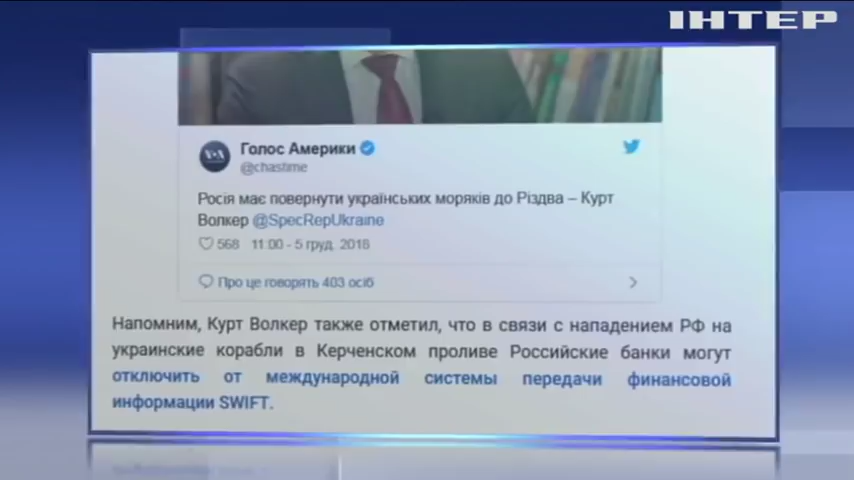 ІНТЕР
VOA
Голос Америки
@chastime
Росія має повернути українських моряків до Різдва – Курт
Волкер @SpecRepUkraine
568 11:00 - 5 груд. 2018
Про це говорять 403 осіб
Напомним, Курт Волкер также отметил, что в связи с нападением РФ на
украинские корабли в Керченском проливе Российские банки могут
отключить от международной системы передачи финансовой
информации SWIFT.